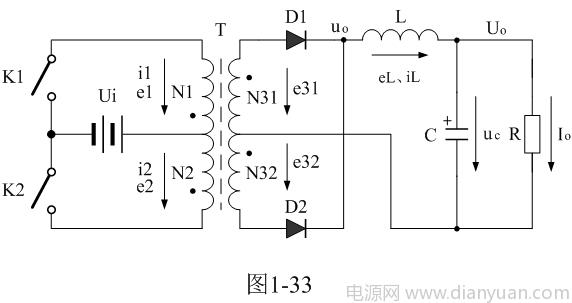 T
D1
uo
L
Uo
K1
i1
e1
N1
N31
e31
eL、iL
Ui
+
C
uc
R
Io
K2
i2
e2
N2
N32
e32
D2
图1-33
电源网 www.dianyuan.com